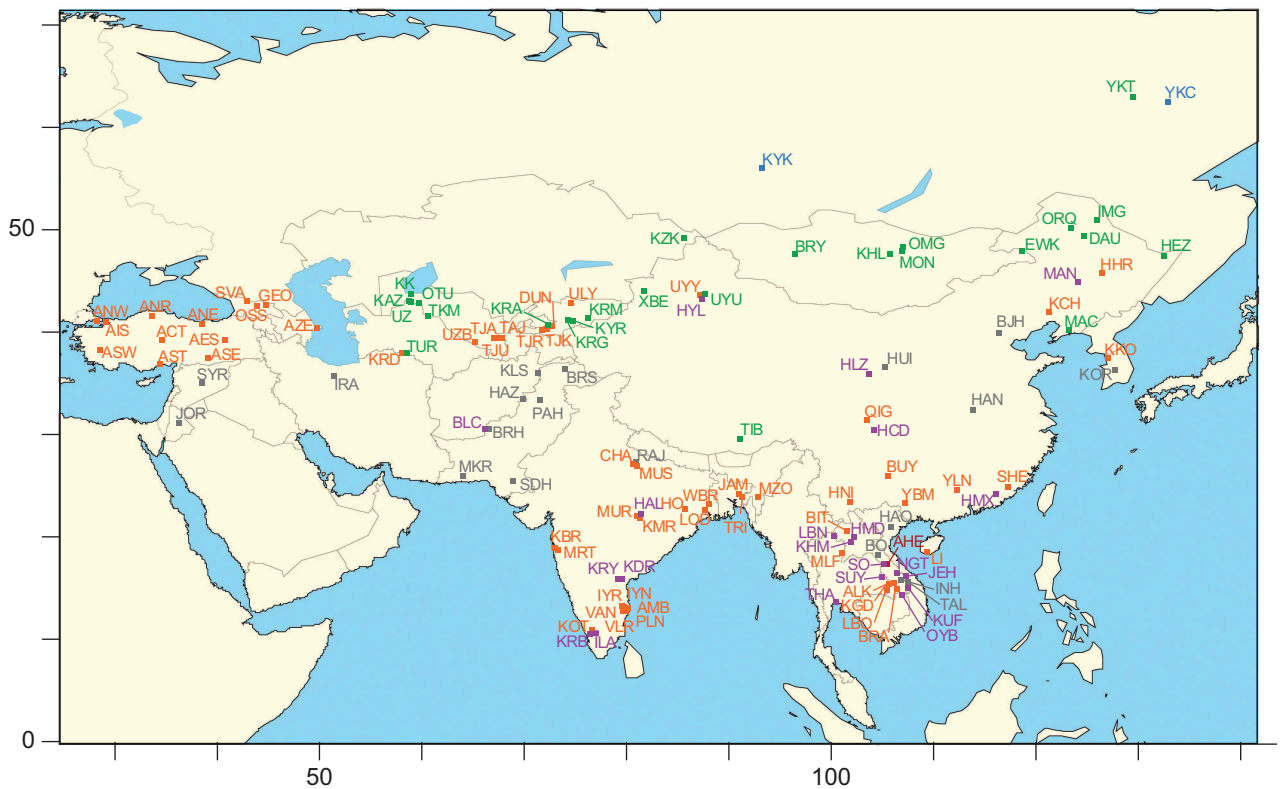 YKT
YKC
KYK
IMG
ORQ
50
KZK
BRY
KHL
OMG
MON
EWK
DAU
HEZ
MAN
HHR
SVA
GEO
KK
OTU
KAZ
UZ
TKM
DUN
ULY
KRM
XBE
UYY
UYU
HYL
KCH
ANW
ANR
ANE
OSS
AZE
KRA
KYR
KRG
BJH
MAC
AIS
ACT
AES
UZB
TJA
TAJ
TJR
TJK
TJU
ASW
AST
ASE
KRD
TUR
KKO
KOR
SYR
IRA
KLS
BRS
HLZ
HUI
HAZ
PAH
HAN
JOR
BLC
BRH
QIG
HCD
TIB
CHA
RAJ
MUS
MKR
SDH
BUY
SHE
YLN
HMX
JAM
MZO
HNI
YBM
MUR
HAL
HO
WBR
KMR
LOD
TRI
BIT
HAO
LBN
HMD
KHM
BO
AHE
KBR
MRT
MLF
LI
SO
NGT
JEH
KRY
KDR
SUY
INH
IYR
IYN
ALK
TAL
THA
KGD
VAN
AMB
KUF
KOT
VLR
PLN
LBO
BRA
OYB
KRB
ILA
0
50
100